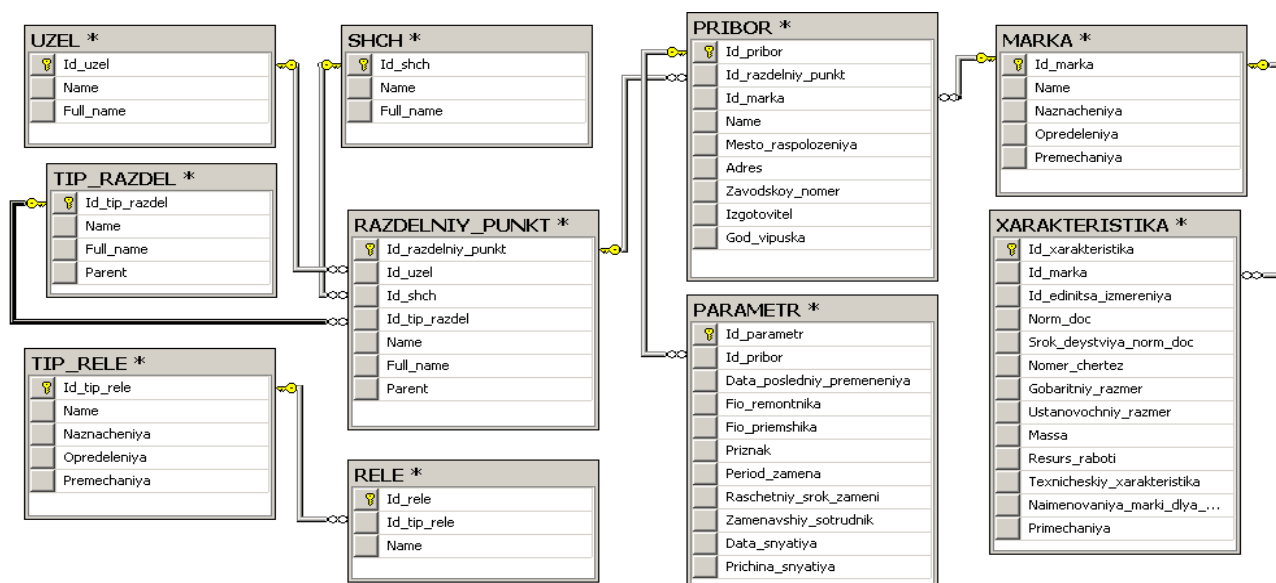 UZEL *
Id_uzel
Name
Full_name
SHCH *
Id_shch
Name
Full_name
TIP_RAZDEL *
Id_tip_razdel
Name
Full_name
Parent
RAZDELNIY_PUNKT *
Id_razdelniy_punkt
Id_uzel
Id_shch
Id_tip_razdel
Name
Full_name
Parent
TIP_RELE *
Id_tip_rele
Name
Naznacheniya
Opredeleniya
Premechaniya
RELE *
Id_rele
Id_tip_rele
Name
PRIBOR *
Id_pribor
Id_razdelniy_punkt
Id_marka
Name
Mesto_raspolozeniya
Adres
Zavodskoy_nomer
Izgotovitel
God_vipuska
PARAMETR *
Id_parametr
Id_pribor
Data_posledniy_premeneniya
Fio_remontnika
Fio_priemshika
Priznak
Period_zamena
Raschetniy_srok_zameni
Zamenavshiy_sotrudnik
Data_snyatiya
Prichina_snyatiya
MARKA *
Id_marka
Name
Naznacheniya
Opredeleniya
Premechaniya
XARAKTERISTIKA *
Id_xarakteristika
Id_marka
Id_edinitsa_izmereniya
Norm_doc
Srok_deystviya_norm_doc
Nomer_chertez
Gobaritniy_razmer
Ustanovochniy_razmer
Massa
Resurs_raboti
Texnicheskiy_xarakteristika
Naimenovaniya_marki_dlya_...
Primechaniya